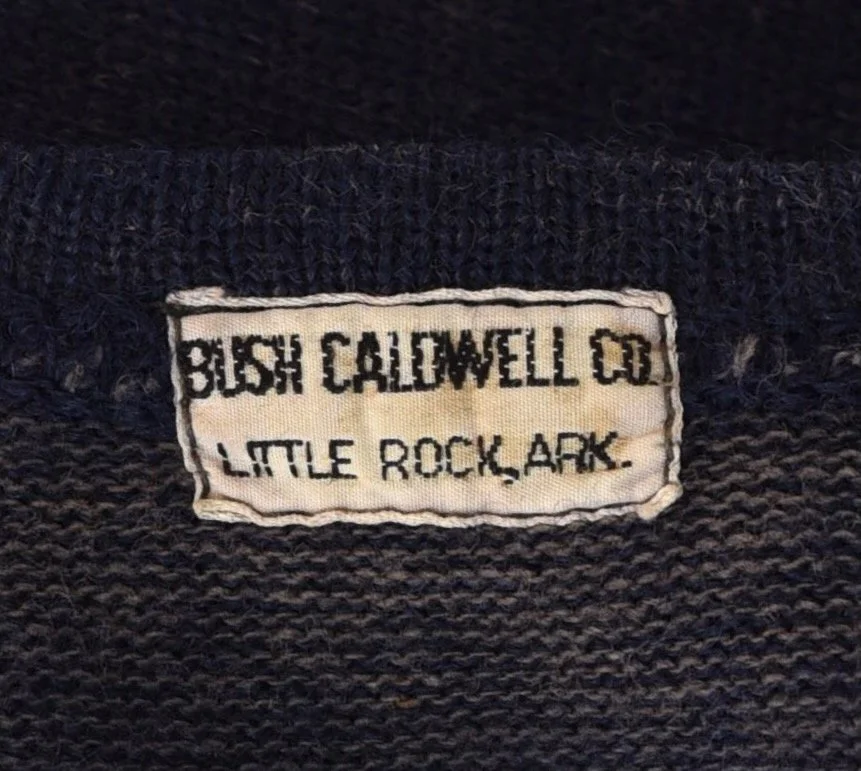 BUSH CALDWELL CO.
LITTLE ROCK, ARK.